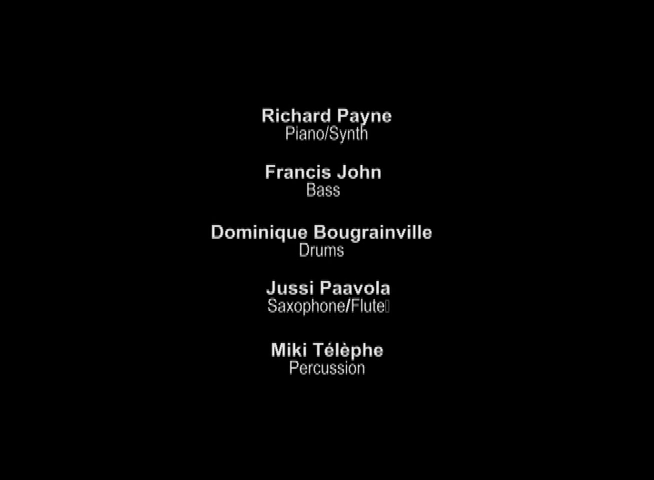 Richard Payne
Piano/Synth
Francis John
Bass
Dominique Bougrainville
Drums
Jussi Paavola
Saxophone/Flute
Miki Télèphe
Percussion